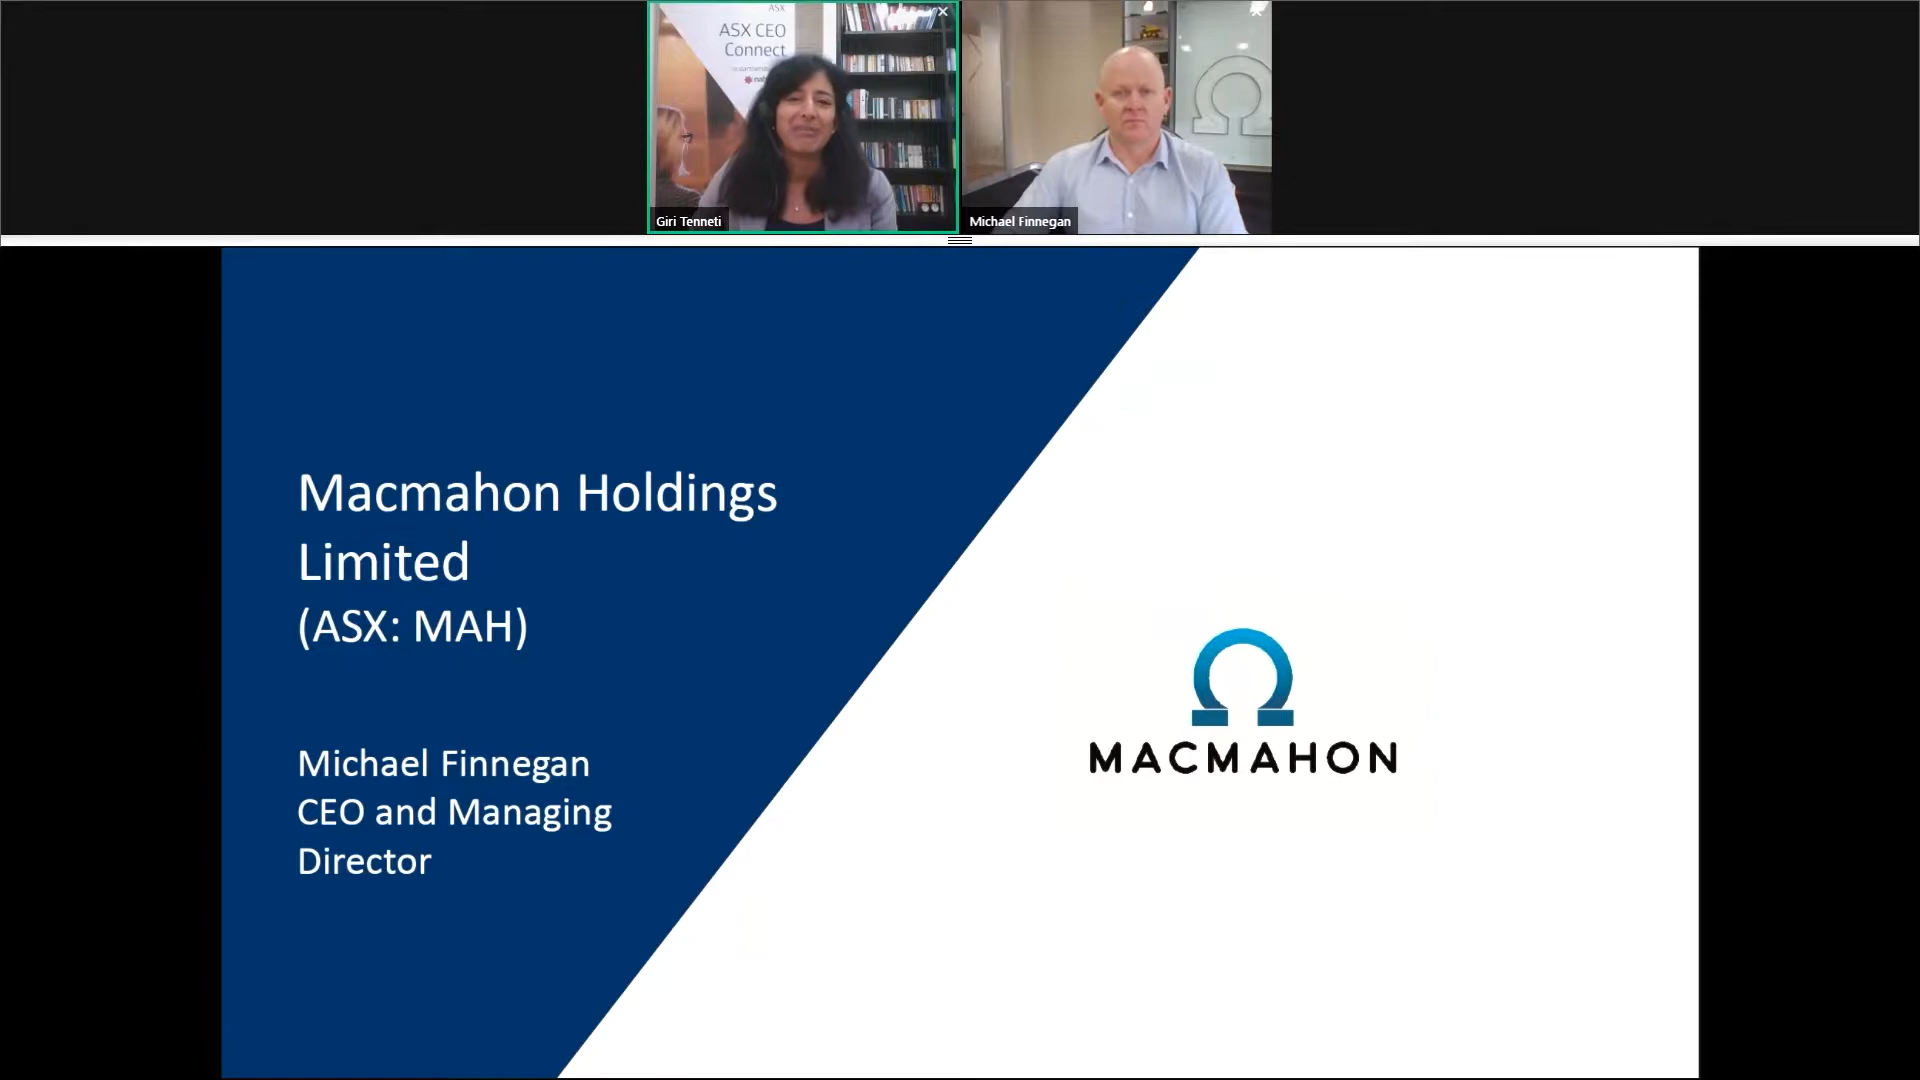 ASX
ASX CEO
Connect
Giri Tenneti
Michael Finnegan
Macmahon Holdings
Limited
(ASX: MAH)
Michael Finnegan
CEO and Managing
Director
MACMAHON